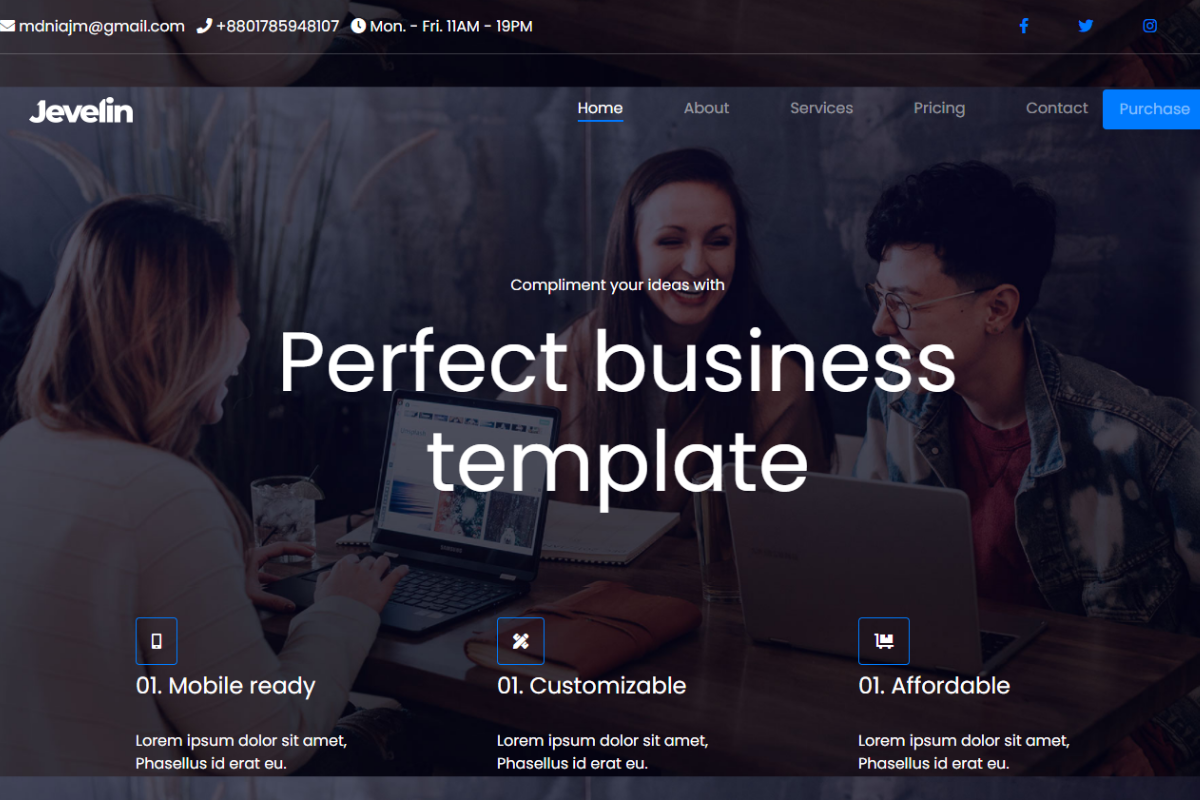 mdniajm@gmail.com +8801785948107 Mon. - Fri. 11AM - 19PM
Jevelin Home About Services Pricing Contact Purchase
Compliment your ideas with
Perfect business
template
SAMSUNG
01. Mobile ready 01. Customizable 01. Affordable
Lorem ipsum dolor sit amet, Lorem ipsum dolor sit amet, Lorem ipsum dolor sit amet,
Phasellus id erat eu. Phasellus id erat eu. Phasellus id erat eu.